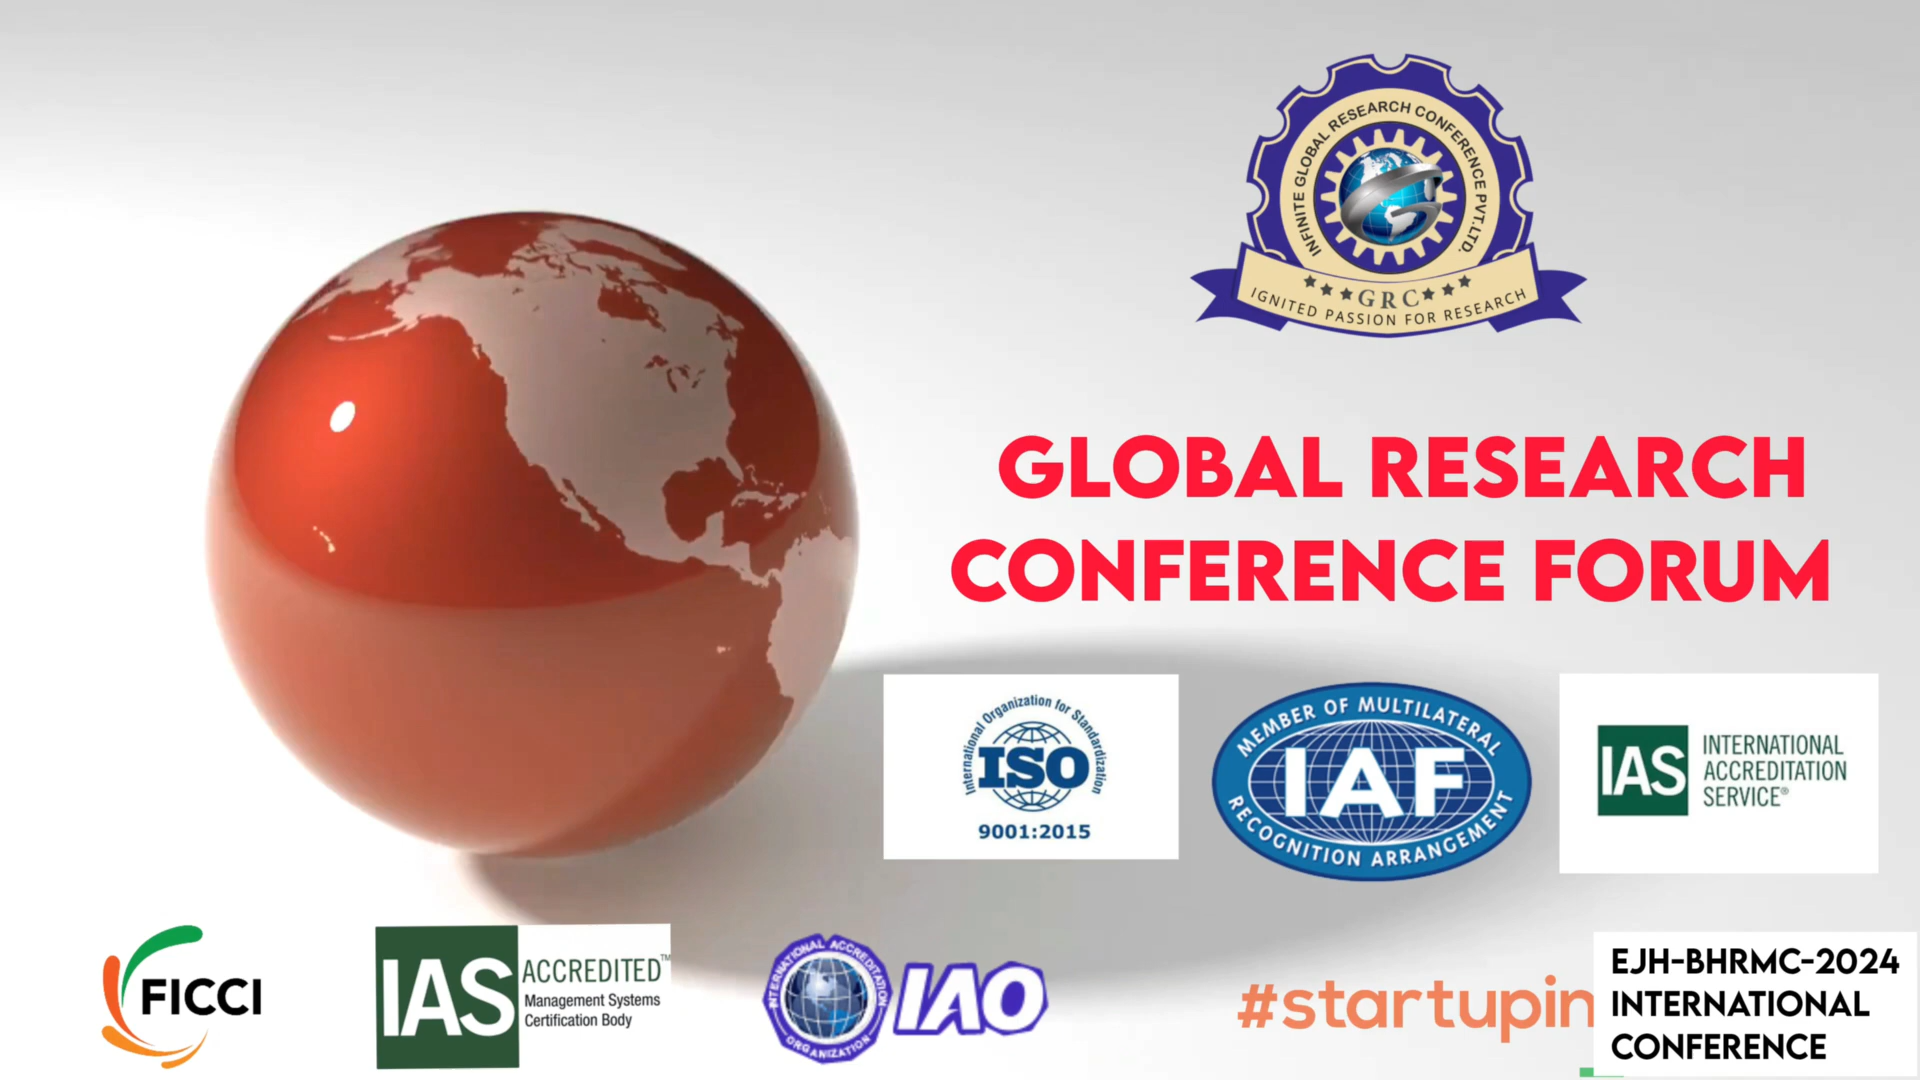 INFINITE GLOBAL RESEARCH CONFERENCE PVT.LTD.
GRC
IGNITED PASSION FOR RESEARCH
GLOBAL RESEARCH
CONFERENCE FORUM
International Organization for Standardization
ISO
9001:2015
MEMBER OF MULTILATERAL
IAF
RECOGNITION ARRANGEMENT
IAS
INTERNATIONAL
ACCREDITATION
SERVICE®
FICCI
IAS
ACCREDITED™
Management Systems
Certification Body
INTERNATIONAL ACCREDITATION
ORGANIZATION
IAO
#startupin
EJH-BHRMC-2024
INTERNATIONAL
CONFERENCE